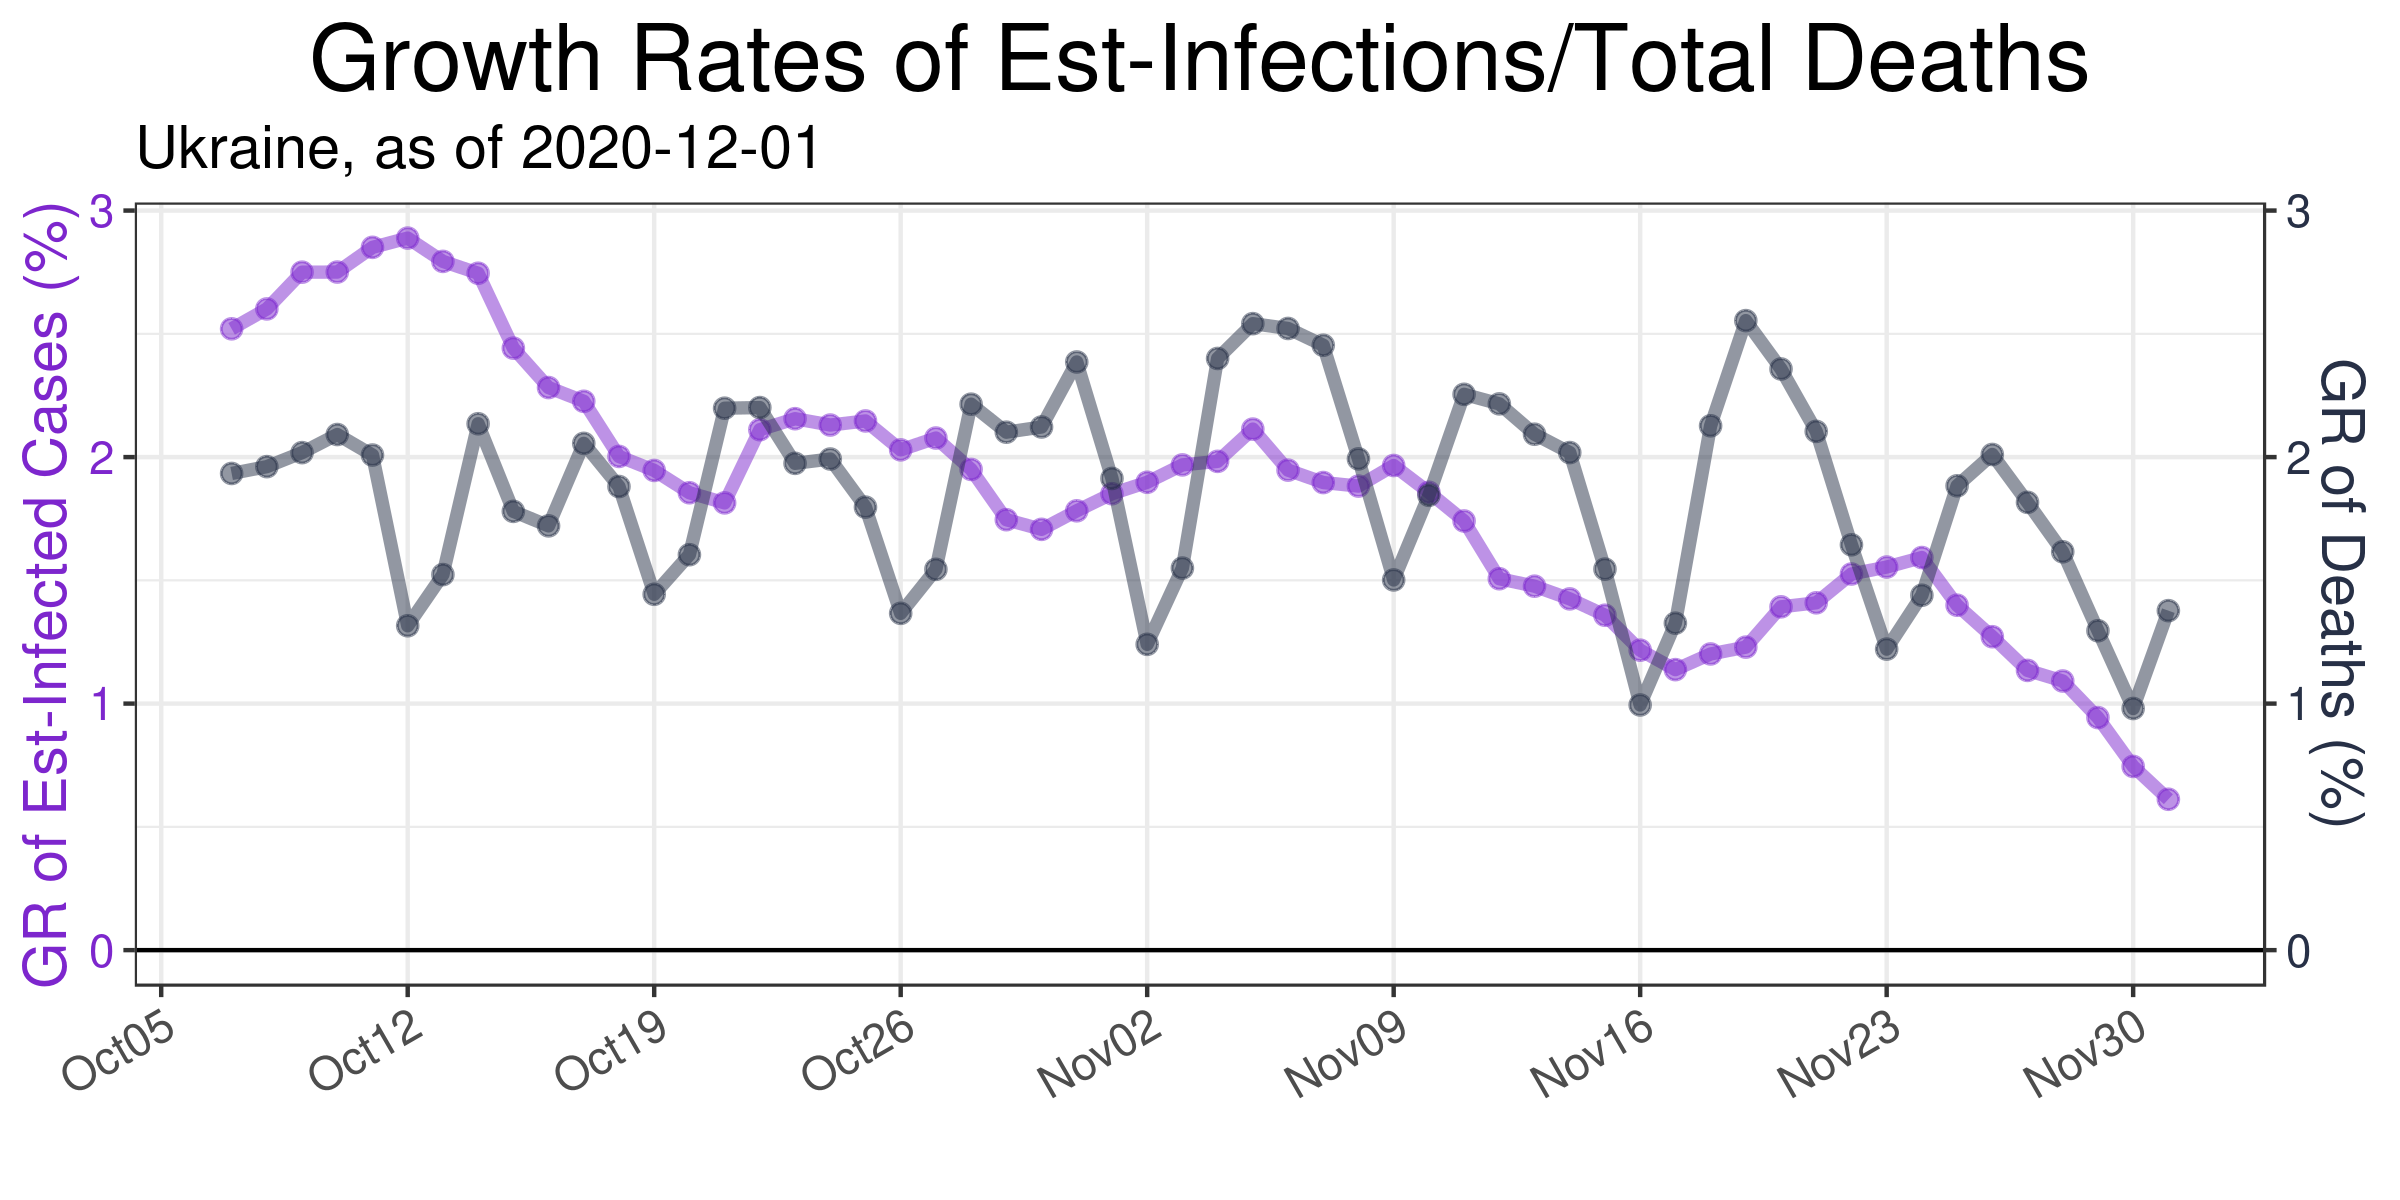 Growth Rates of Est-Infections/Total Deaths
Ukraine, as of 2020-12-01
GR of Est-Infected Cases (%)
3
2
1
0
3
2
1
0
GR of Deaths (%)
Oct05
Oct12
Oct19
Oct26
Nov02
Nov09
Nov16
Nov23
Nov30